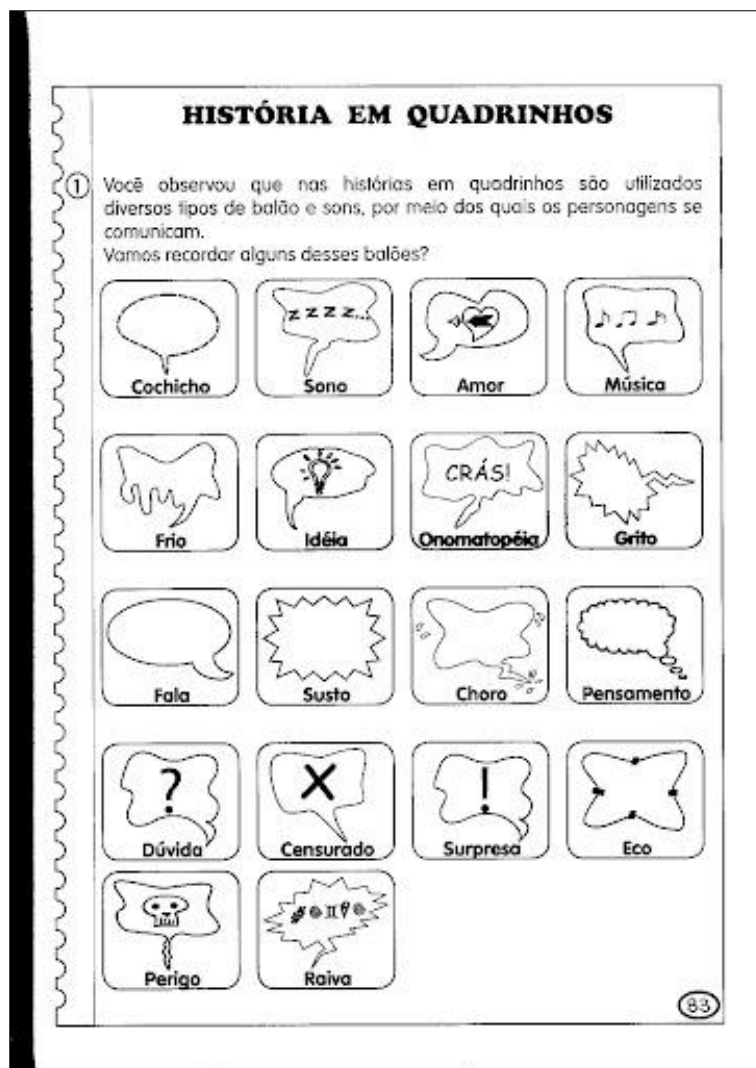 HISTÓRIA EM QUADRINHOS
1 Você observou que nas histórias em quadrinhos são utilizados
diversos tipos de balão e sons, por meio dos quais os personagens se
comunicam.
Vamos recordar alguns desses balões?
z z z z...
Cochicho Sono Amor Música
CRÁS!
Frio Idéia Onomatopéia Grito
Fala Susto Choro Pensamento
? X !
Dúvida Censurado Surpresa Eco
Perigo Raiva
83